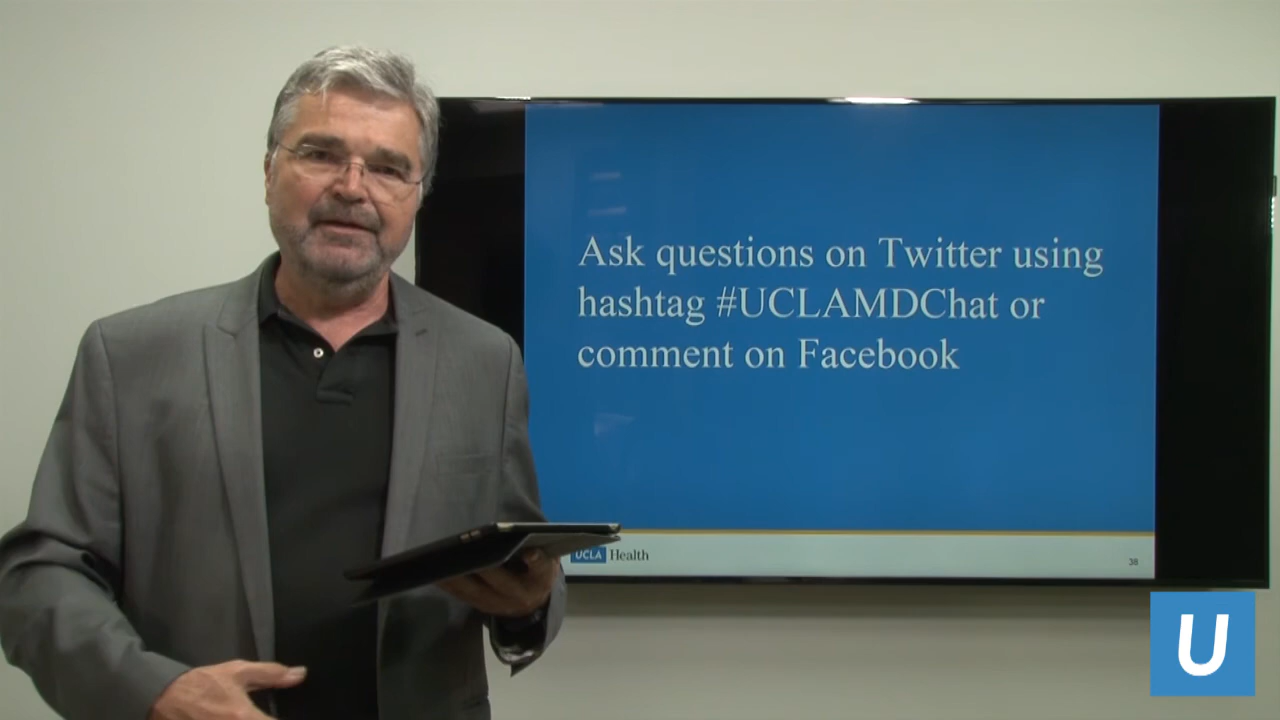 Ask questions on Twitter using
hashtag #UCLAMDChat or
comment on Facebook
UCLA Health
38
U